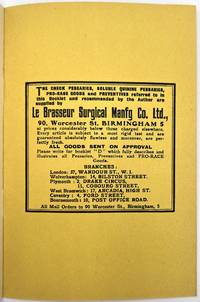 THE CHECK PESSARIES, SOLUBLE QUININE PESSARIES,
PRO-RACE GOODS and PREVENTIVES referred to in
this Booklet and recommended by the Author are
supplied by
Le Brasseur Surgical Manfg Co. Ltd.,
90, Worcester St. BIRMINGHAM 5
at prices considerably below those charged elsewhere.
Every article is subject to a most rigid test and are
guaranteed absolutely flawless and moreover, are per-
fectly fresh.
ALL GOODS SENT ON APPROVAL
Please write for booklet "D" which fully describes and
illustrates all Pessaries, Preventives and PRO-RACE
Goods.
BRANCHES:
London: 37, WARDOUR ST., W.1.
Wolverhampton: 14, BILSTON STREET.
Plymouth: 2, DRAKE CIRCUS,
11, COBOURG STREET.
West Bromwich: 17, ARCADIA, HIGH ST.
Coventry: 4, FORD STREET,
Bournemouth: 10, POST OFFICE ROAD.
All Mail Orders to 90 Worcester St., Birmingham, 5